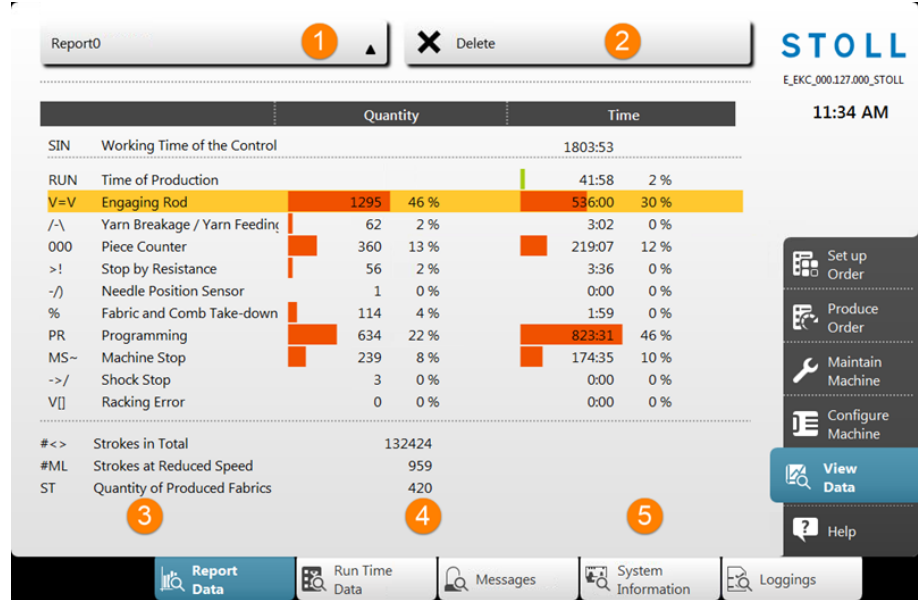 Report0 1 ▲ Delete 2
STOLL
E_EKC_000.127.000_STOLL
11:34 AM
Quantity Time
SIN Working Time of the Control 1803:53
RUN Time of Production 41:58 2 %
V=V Engaging Rod 1295 46 % 536:00 30 %
/-\ Yarn Breakage / Yarn Feeding 62 2 % 3:02 0 %
000 Piece Counter 360 13 % 219:07 12 %
>! Stop by Resistance 56 2 % 3:36 0 %
-/) Needle Position Sensor 1 0 % 0:00 0 %
% Fabric and Comb Take-down 114 4 % 1:59 0 %
PR Programming 634 22 % 823:31 46 %
MS~ Machine Stop 239 8 % 174:35 10 %
->/ Shock Stop 3 0 % 0:00 0 %
V[] Racking Error 0 0 % 0:00 0 %
#<> Strokes in Total 132424
#ML Strokes at Reduced Speed 959
ST Quantity of Produced Fabrics 420
3 4 5
Set up
Order
Produce
Order
Maintain
Machine
Configure
Machine
View
Data
? Help
Report
Data
Run Time
Data
Messages
System
Information
Loggings